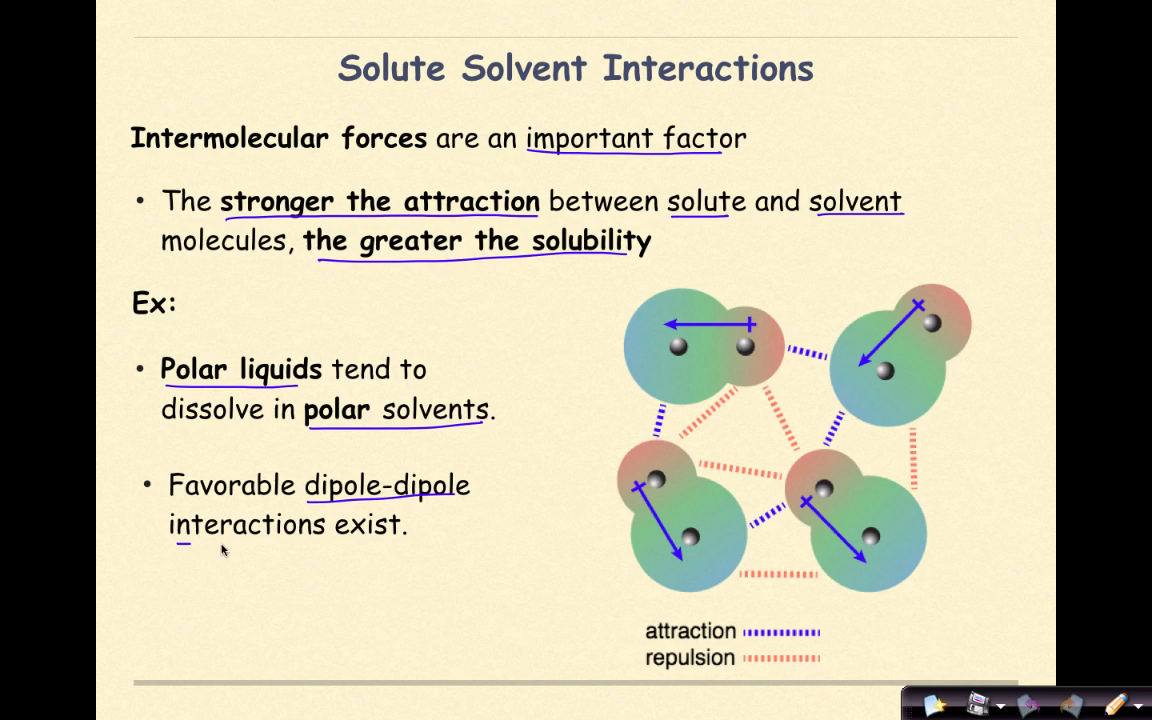 Solute Solvent Interactions
Intermolecular forces are an important factor
• The stronger the attraction between solute and solvent
molecules, the greater the solubility
Ex:
• Polar liquids tend to
dissolve in polar solvents.
• Favorable dipole-dipole
interactions exist.
attraction
repulsion